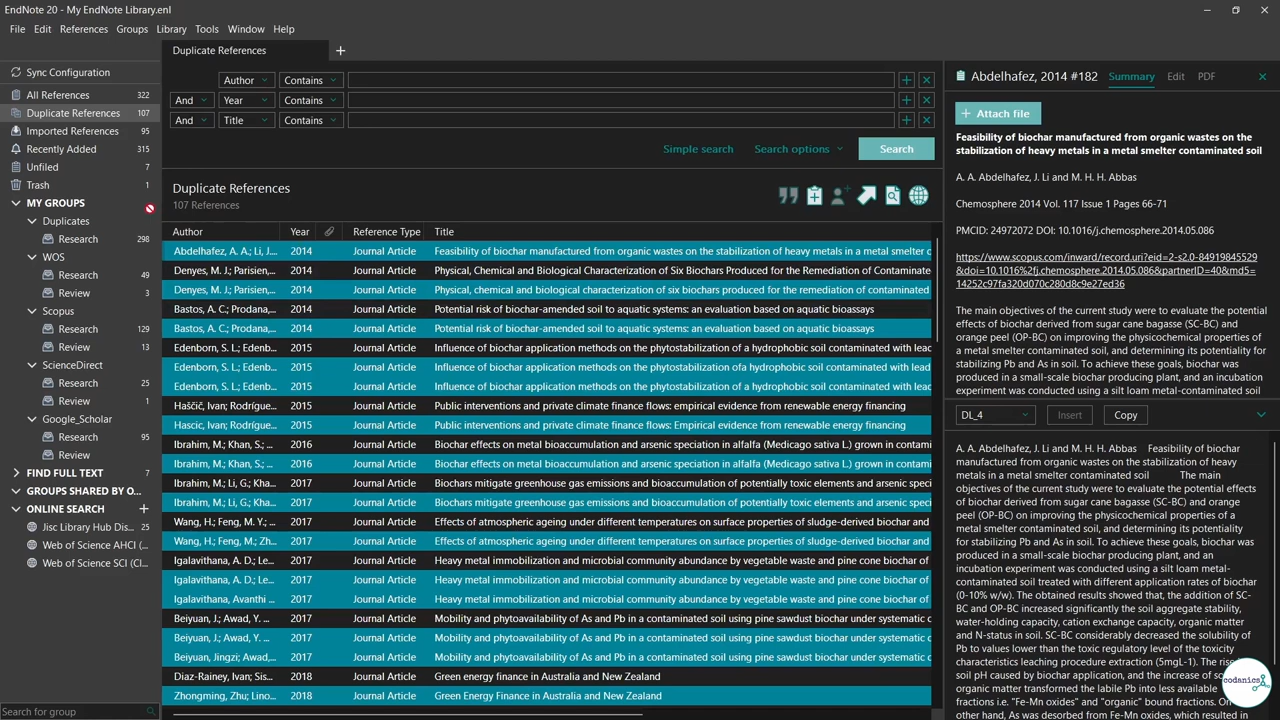 EndNote 20 - My EndNote Library.enl
File Edit References Groups Library Tools Window Help
Sync Configuration
All References 322
Duplicate References 107
Imported References 95
Recently Added 315
Unfiled 7
Trash 1
MY GROUPS
Duplicates
Research 298
WOS
Research 49
Review 3
Scopus
Research 129
Review 13
ScienceDirect
Research 25
Review 1
Google_Scholar
Research 95
Review
FIND FULL TEXT 7
GROUPS SHARED BY O...
ONLINE SEARCH +
Jisc Library Hub Dis... 25
Web of Science AHCI (...
Web of Science SCI (Cl...
Search for group
Duplicate References +
Author Contains
And Year Contains
And Title Contains
Simple search Search options Search
Duplicate References
107 References
Author Year Reference Type Title
Abdelhafez, A. A.; Li, J.... 2014 Journal Article Feasibility of biochar manufactured from organic wastes on the stabilization of heavy metals in a metal smelter c
Denyes, M. J.; Parisien,... 2014 Journal Article Physical, Chemical and Biological Characterization of Six Biochars Produced for the Remediation of Contaminate
Denyes, M. J.; Parisien,... 2014 Journal Article Physical, chemical and biological characterization of six biochars produced for the remediation of contaminated
Bastos, A. C.; Prodana,... 2014 Journal Article Potential risk of biochar-amended soil to aquatic systems: an evaluation based on aquatic bioassays
Bastos, A. C.; Prodana,... 2014 Journal Article Potential risk of biochar-amended soil to aquatic systems: an evaluation based on aquatic bioassays
Edenborn, S. L.; Edenb... 2015 Journal Article Influence of biochar application methods on the phytostabilization of a hydrophobic soil contaminated with lead
Edenborn, S. L.; Edenb... 2015 Journal Article Influence of biochar application methods on the phytostabilization ofa hydrophobic soil contaminated with lead
Edenborn, S. L.; Edenb... 2015 Journal Article Influence of biochar application methods on the phytostabilization of a hydrophobic soil contaminated with lead
Haščič, Ivan; Rodrígue... 2015 Journal Article Public interventions and private climate finance flows: empirical evidence from renewable energy financing
Hascic, Ivan; Rodrigue... 2015 Journal Article Public interventions and private climate finance flows: Empirical evidence from renewable energy financing
Ibrahim, M.; Khan, S.; ... 2016 Journal Article Biochar effects on metal bioaccumulation and arsenic speciation in alfalfa (Medicago sativa L.) grown in contami
Ibrahim, M.; Khan, S.; ... 2016 Journal Article Biochar effects on metal bioaccumulation and arsenic speciation in alfalfa (Medicago sativa L.) grown in contami
Ibrahim, M.; Li, G.; Kha... 2017 Journal Article Biochars mitigate greenhouse gas emissions and bioaccumulation of potentially toxic elements and arsenic speci
Ibrahim, M.; Li, G.; Kha... 2017 Journal Article Biochars mitigate greenhouse gas emissions and bioaccumulation of potentially toxic elements and arsenic speci
Wang, H.; Feng, M. Y.; ... 2017 Journal Article Effects of atmospheric ageing under different temperatures on surface properties of sludge-derived biochar and
Wang, H.; Feng, M.; Zh... 2017 Journal Article Effects of atmospheric ageing under different temperatures on surface properties of sludge-derived biochar and
Igalavithana, A. D.; Le... 2017 Journal Article Heavy metal immobilization and microbial community abundance by vegetable waste and pine cone biochar of
Igalavithana, A. D.; Le... 2017 Journal Article Heavy metal immobilization and microbial community abundance by vegetable waste and pine cone biochar of
Igalavithana, Avanthi ... 2017 Journal Article Heavy metal immobilization and microbial community abundance by vegetable waste and pine cone biochar of
Beiyuan, J.; Awad, Y. ... 2017 Journal Article Mobility and phytoavailability of As and Pb in a contaminated soil using pine sawdust biochar under systematic
Beiyuan, J.; Awad, Y. ... 2017 Journal Article Mobility and phytoavailability of As and Pb in a contaminated soil using pine sawdust biochar under systematic c
Beiyuan, Jingzi; Awad,... 2017 Journal Article Mobility and phytoavailability of As and Pb in a contaminated soil using pine sawdust biochar under systematic c
Diaz-Rainey, Ivan; Sis... 2018 Journal Article Green energy finance in Australia and New Zealand
Zhongming, Zhu; Lino... 2018 Journal Article Green Energy Finance in Australia and New Zealand
Abdelhafez, 2014 #182 Summary Edit PDF
+ Attach file
Feasibility of biochar manufactured from organic wastes on the
stabilization of heavy metals in a metal smelter contaminated soil
A. A. Abdelhafez, J. Li and M. H. H. Abbas
Chemosphere 2014 Vol. 117 Issue 1 Pages 66-71
PMCID: 24972072 DOI: 10.1016/j.chemosphere.2014.05.086
https://www.scopus.com/inward/record.uri?eid=2-s2.0-84919845529
&doi=10.1016%2fj.chemosphere.2014.05.086&partnerID=40&md5=
14252c97fa320d070c280d8c9e27ed36
The main objectives of the current study were to evaluate the potential
effects of biochar derived from sugar cane bagasse (SC-BC) and
orange peel (OP-BC) on improving the physicochemical properties of
a metal smelter contaminated soil, and determining its potentiality for
stabilizing Pb and As in soil. To achieve these goals, biochar was
produced in a small-scale biochar producing plant, and an incubation
experiment was conducted using a silt loam metal-contaminated soil
DL_4 Insert Copy
A. A. Abdelhafez, J. Li and M. H. H. Abbas Feasibility of biochar
manufactured from organic wastes on the stabilization of heavy
metals in a metal smelter contaminated soil The main
objectives of the current study were to evaluate the potential effects
of biochar derived from sugar cane bagasse (SC-BC) and orange
peel (OP-BC) on improving the physicochemical properties of a
metal smelter contaminated soil, and determining its potentiality
for stabilizing Pb and As in soil. To achieve these goals, biochar was
produced in a small-scale biochar producing plant, and an
incubation experiment was conducted using a silt loam metal-
contaminated soil treated with different application rates of biochar
(0-10% w/w). The obtained results showed that, the addition of SC-
BC and OP-BC increased significantly the soil aggregate stability,
water-holding capacity, cation exchange capacity, organic matter
and N-status in soil. SC-BC considerably decreased the solubility of
Pb to values lower than the toxic regulatory level of the toxicity
characteristics leaching procedure extraction (5mgL-1). The rise
soil pH caused by biochar application, and the increase of so
organic matter transformed the labile Pb into less available
fractions i.e. "Fe-Mn oxides" and "organic" bound fractions. On
other hand, As was desorbed from Fe-Mn oxides, which resulted in
codanics